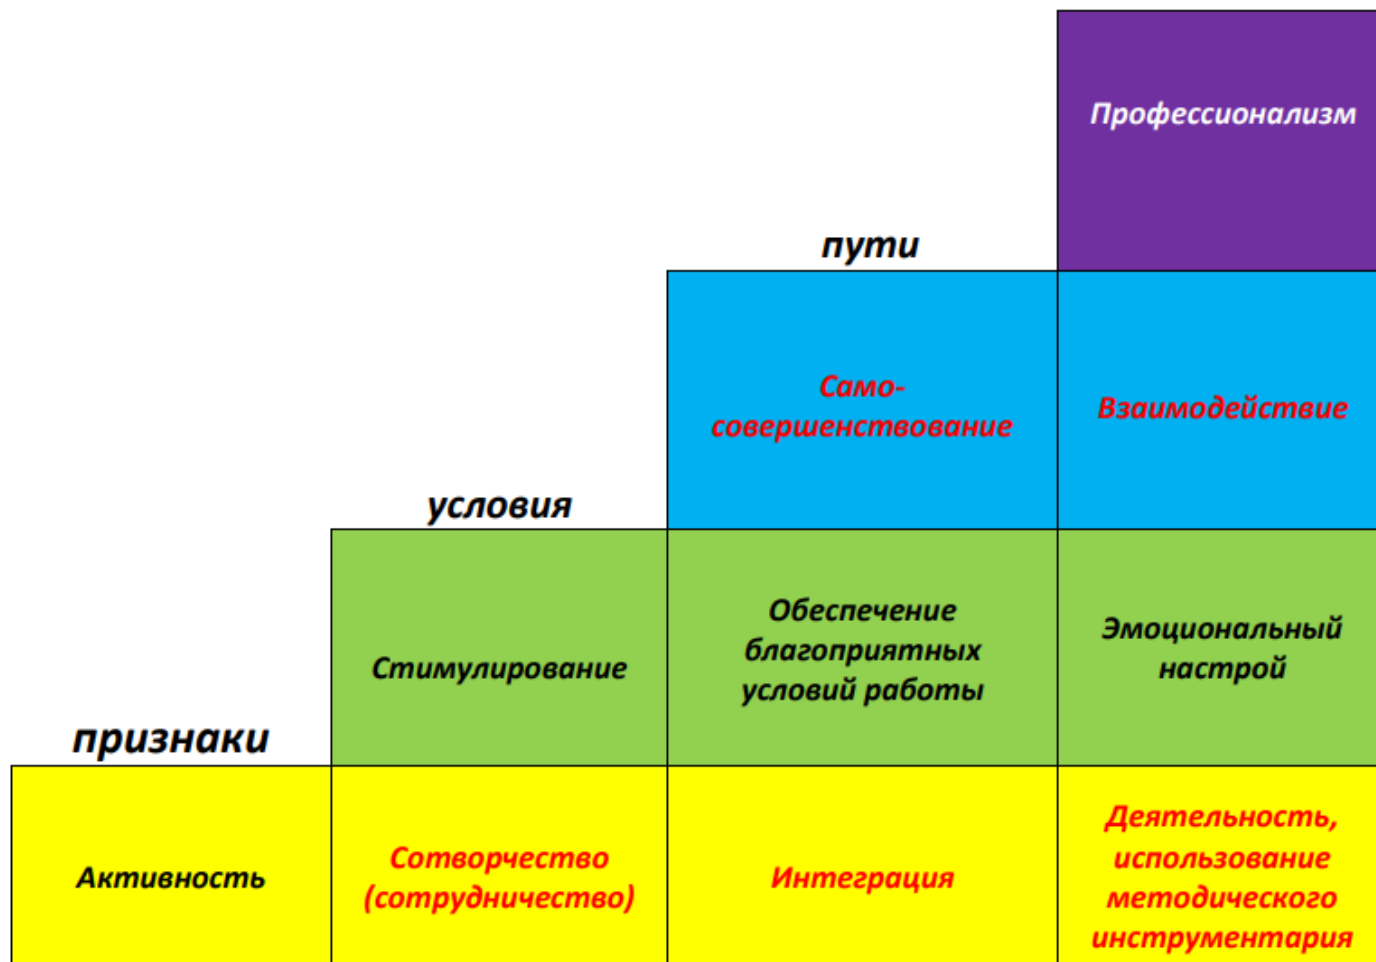 Профессионализм
пути
Само-
совершенствование
Взаимодействие
условия
Стимулирование
Обеспечение
благоприятных
условий работы
Эмоциональный
настрой
признаки
Активность
Сотворчество
(сотрудничество)
Интеграция
Деятельность,
использование
методического
инструментария